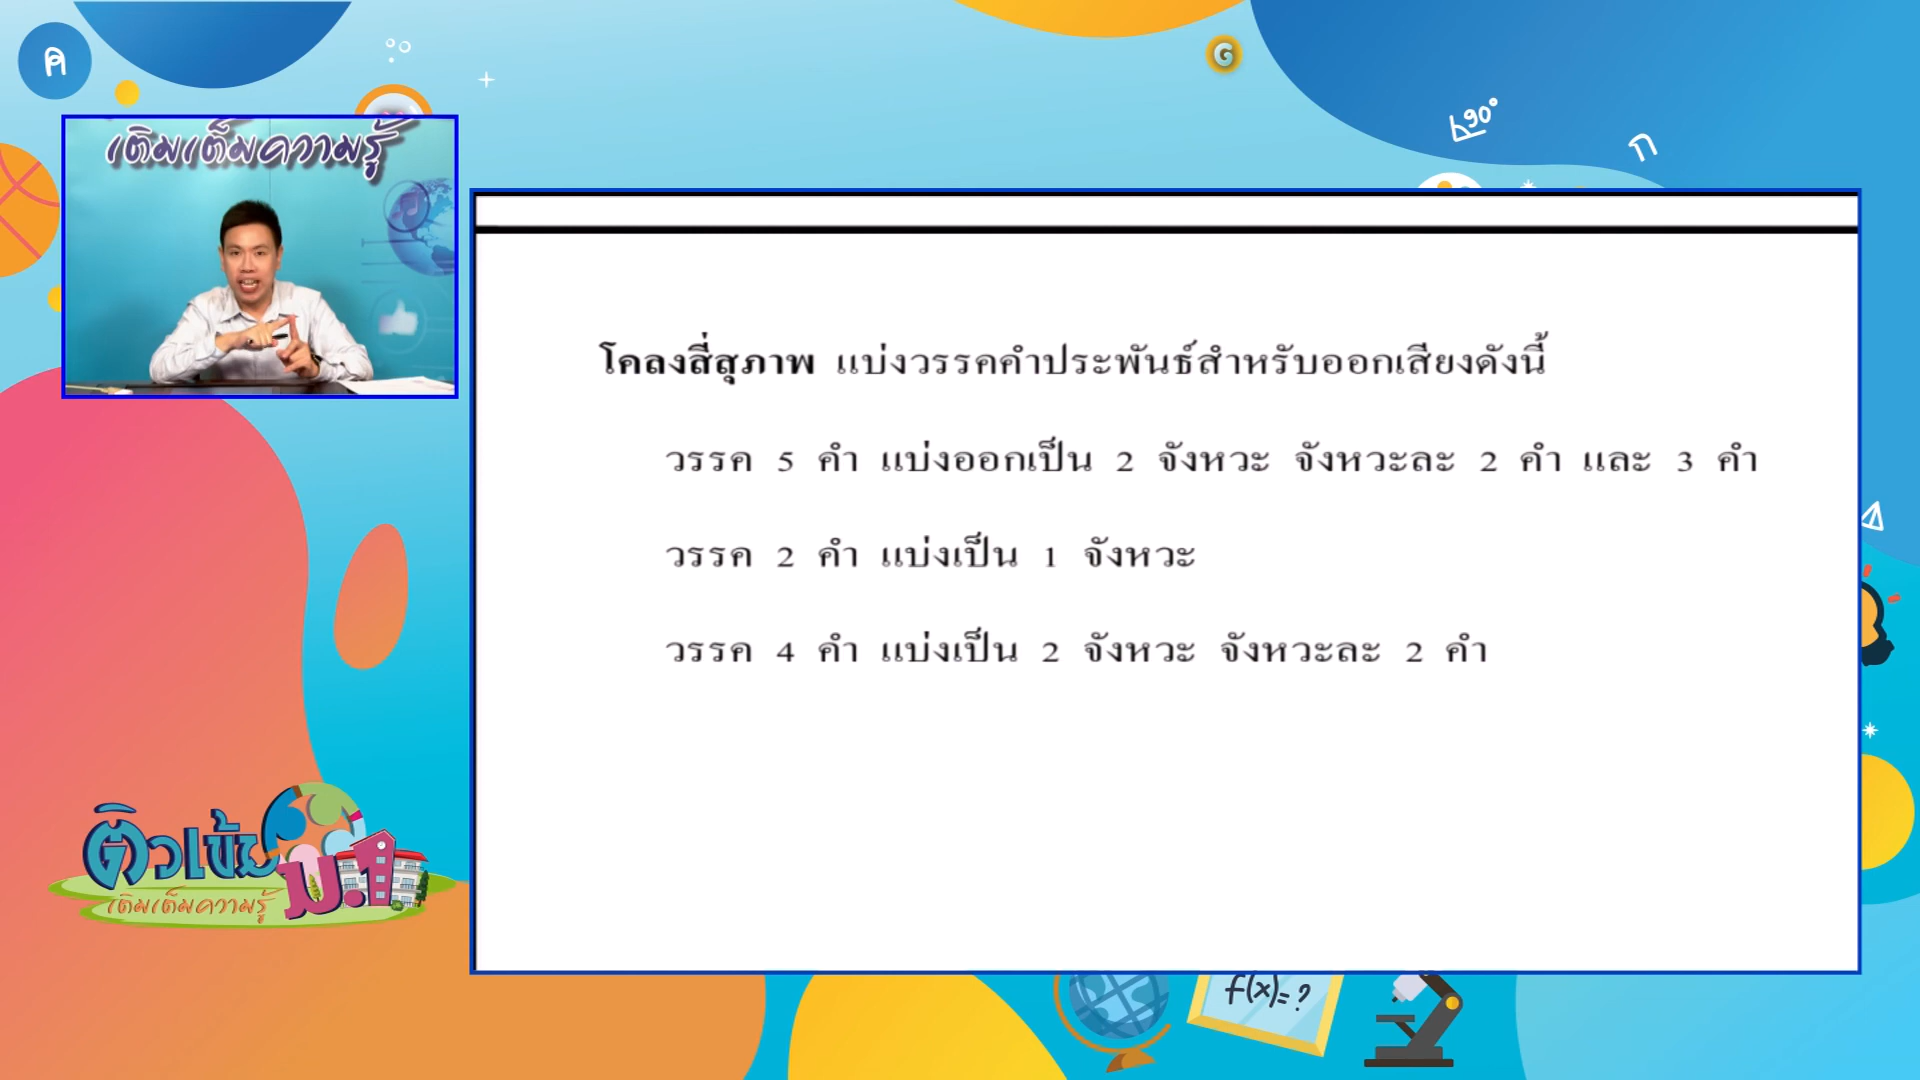 ค
เติมเต็มความรู้
90°
ก
โคลงสี่สุภาพ แบ่งวรรคคำประพันธ์สำหรับออกเสียงดังนี้
วรรค 5 คำ แบ่งออกเป็น 2 จังหวะ จังหวะละ 2 คำ และ 3 คำ
วรรค 2 คำ แบ่งเป็น 1 จังหวะ
วรรค 4 คำ แบ่งเป็น 2 จังหวะ จังหวะละ 2 คำ
ติวเข้ม
ม.1
เติมเต็มความรู้
f(x)=?